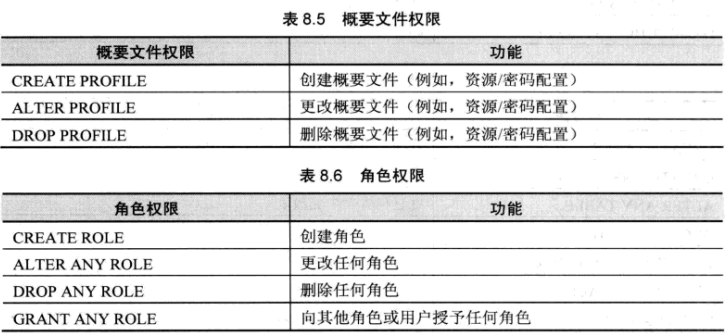 表 8.5 概要文件权限
概要文件权限 功能
CREATE PROFILE 创建概要文件（例如，资源/密码配置）
ALTER PROFILE 更改概要文件（例如，资源/密码配置）
DROP PROFILE 删除概要文件（例如，资源/密码配置）
表 8.6 角色权限
角色权限 功能
CREATE ROLE 创建角色
ALTER ANY ROLE 更改任何角色
DROP ANY ROLE 删除任何角色
GRANT ANY ROLE 向其他角色或用户授予任何角色